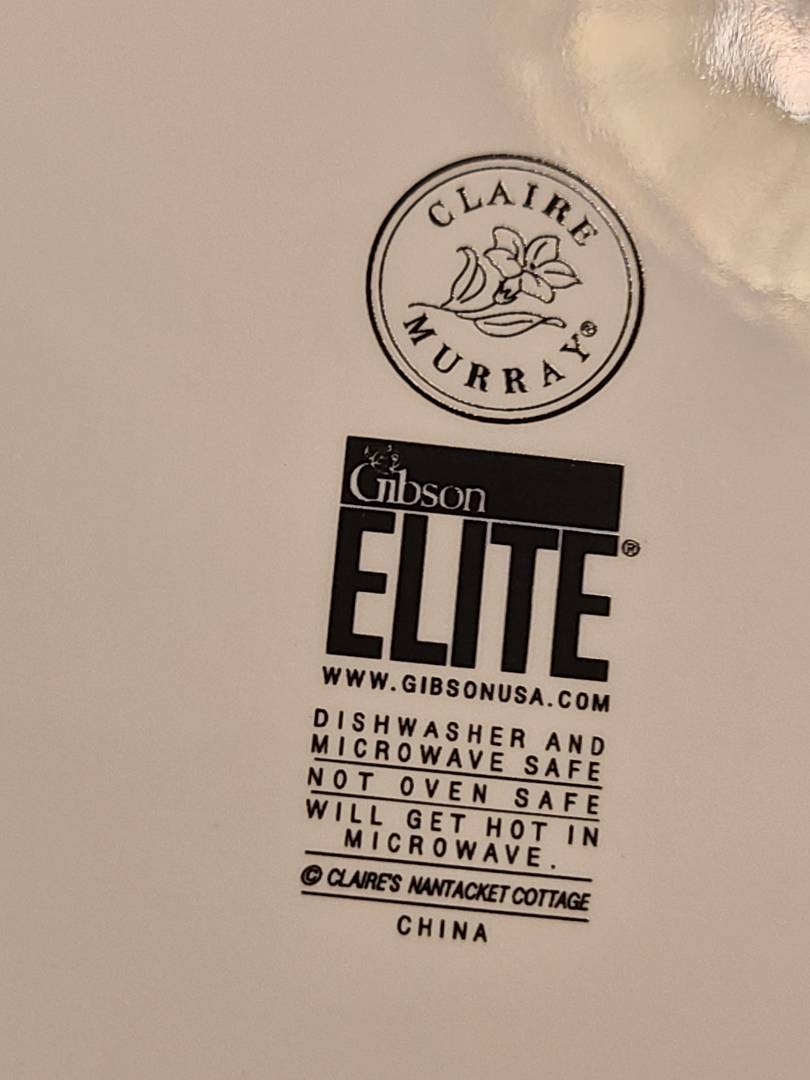 CLAIRE
MURRAY®
Gibson
ELITE®
WWW.GIBSONUSA.COM
DISHWASHER AND
MICROWAVE SAFE
NOT OVEN SAFE
WILL GET HOT IN
MICROWAVE.
© CLAIRE'S NANTACKET COTTAGE
CHINA